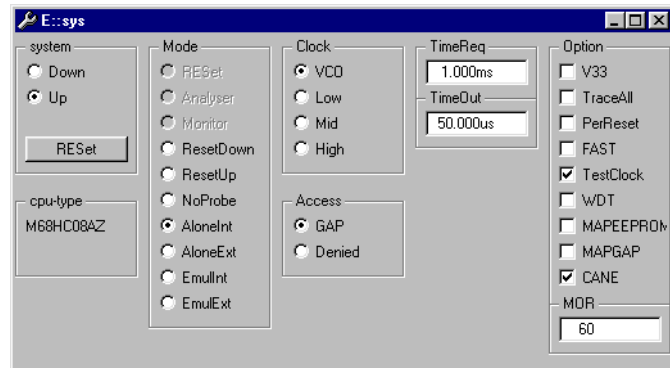 E::sys
system
Down
Up
RESet
cpu-type
M68HC08AZ
Mode
RESet
Analyser
Monitor
ResetDown
ResetUp
NoProbe
AloneInt
AloneExt
EmulInt
EmulExt
Clock
VCO
Low
Mid
High
Access
GAP
Denied
TimeReq
1.000ms
TimeOut
50.000us
Option
V33
TraceAll
PerReset
FAST
TestClock
WDT
MAPEEPROM
MAPGAP
CANE
MOR
60